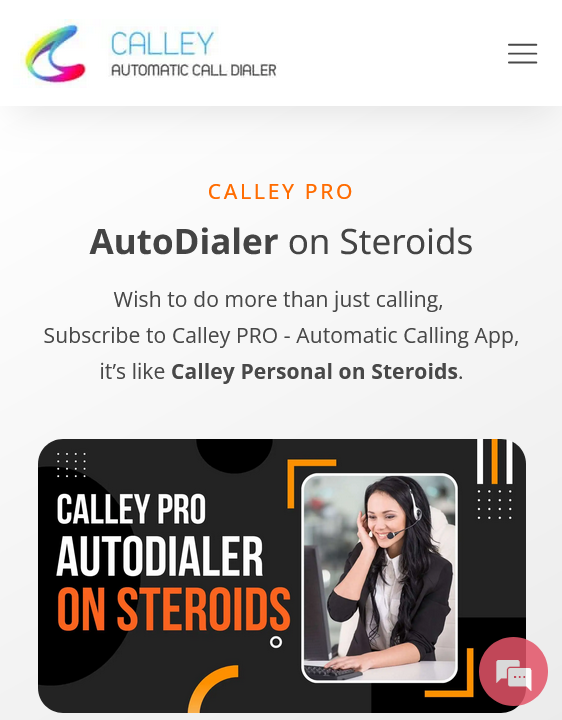 CALLEY
AUTOMATIC CALL DIALER
CALLEY PRO
AutoDialer on Steroids
Wish to do more than just calling,
Subscribe to Calley PRO - Automatic Calling App,
it’s like Calley Personal on Steroids.
CALLEY PRO
AUTODIALER
ON STEROIDS